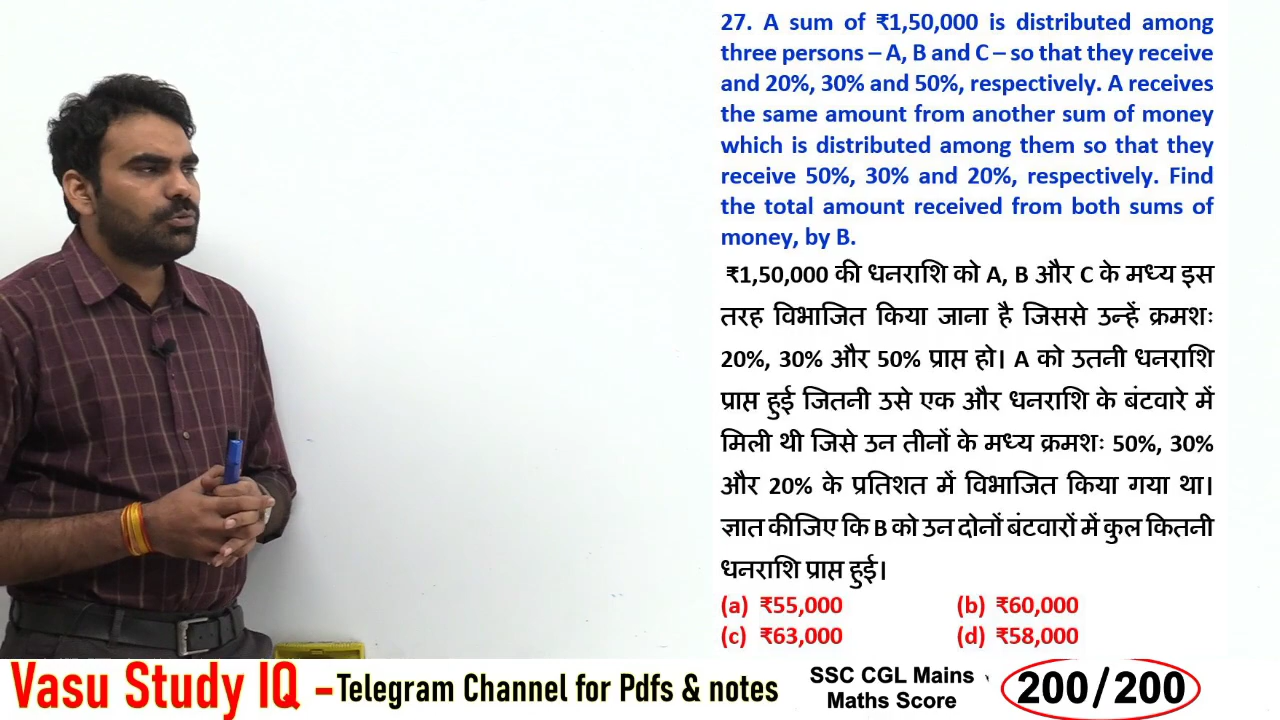 27. A sum of ₹1,50,000 is distributed among
three persons – A, B and C – so that they receive
and 20%, 30% and 50%, respectively. A receives
the same amount from another sum of money
which is distributed among them so that they
receive 50%, 30% and 20%, respectively. Find
the total amount received from both sums of
money, by B.
₹1,50,000 की धनराशि को A, B और C के मध्य इस
तरह विभाजित किया जाना है जिससे उन्हें क्रमशः
20%, 30% और 50% प्राप्त हो। A को उतनी धनराशि
प्राप्त हुई जितनी उसे एक और धनराशि के बंटवारे में
मिली थी जिसे उन तीनों के मध्य क्रमशः 50%, 30%
और 20% के प्रतिशत में विभाजित किया गया था।
ज्ञात कीजिए कि B को उन दोनों बंटवारों में कुल कितनी
धनराशि प्राप्त हुई।
(a) ₹55,000 (b) ₹60,000
(c) ₹63,000 (d) ₹58,000
Vasu Study IQ – Telegram Channel for Pdfs & notes
SSC CGL Mains
Maths Score
200/200